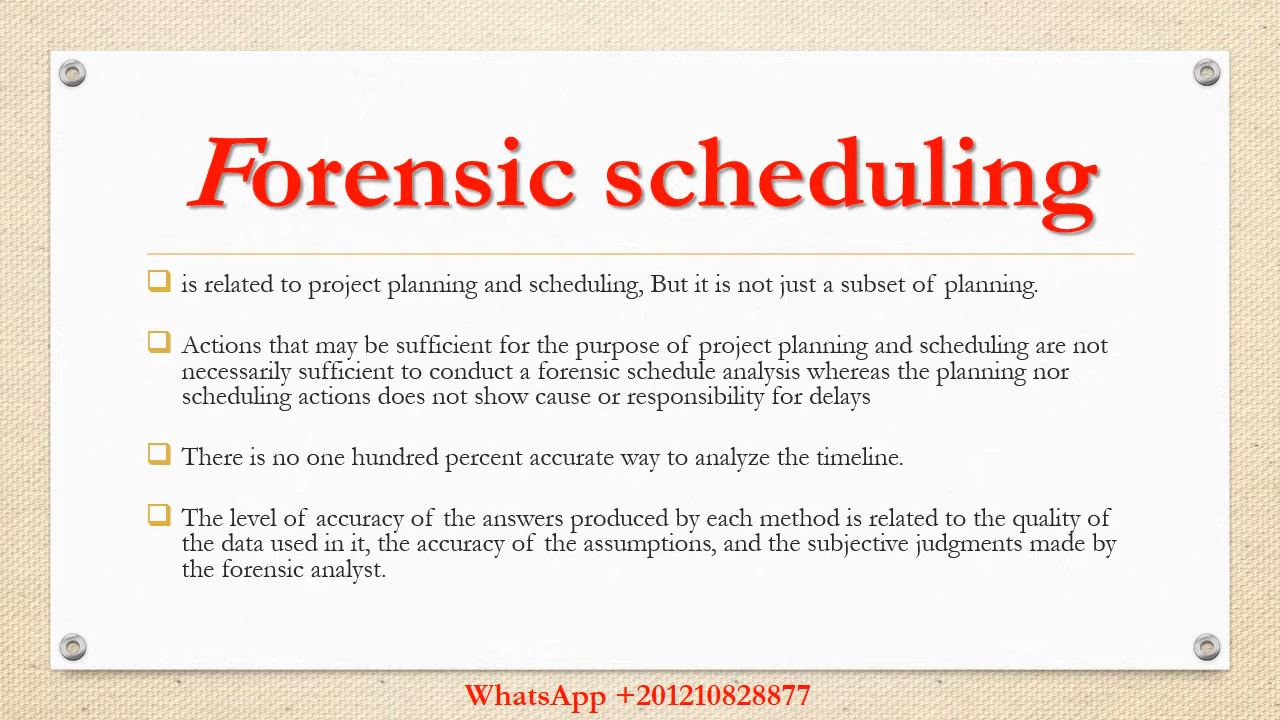 Forensic scheduling
is related to project planning and scheduling, But it is not just a subset of planning.
Actions that may be sufficient for the purpose of project planning and scheduling are not
necessarily sufficient to conduct a forensic schedule analysis whereas the planning nor
scheduling actions does not show cause or responsibility for delays
There is no one hundred percent accurate way to analyze the timeline.
The level of accuracy of the answers produced by each method is related to the quality of
the data used in it, the accuracy of the assumptions, and the subjective judgments made by
the forensic analyst.
WhatsApp +201210828877